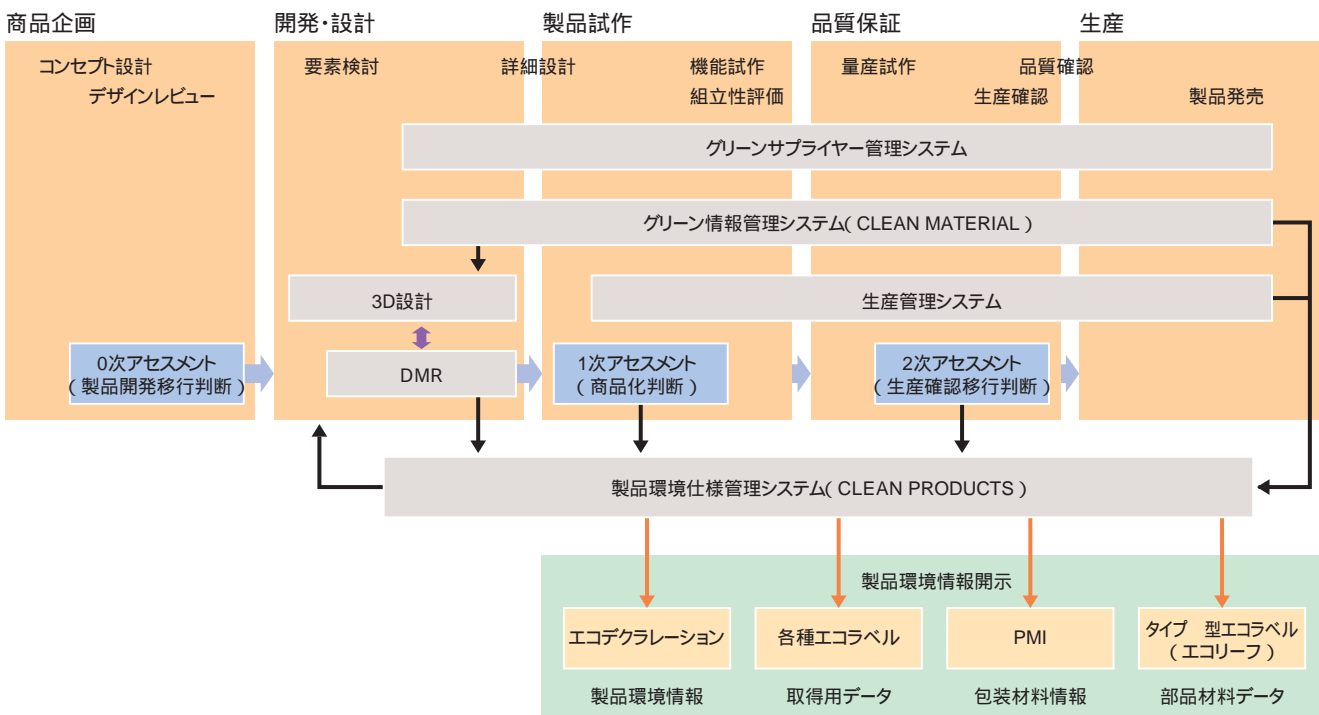 商品企画
開発・設計
製品試作
品質保証
生産
コンセプト設計
要素検討
詳細設計
機能試作
量産試作
品質確認
デザインレビュー
組立性評価
生産確認
製品発売
グリーンサプライヤー管理システム
グリーン情報管理システム( CLEAN MATERIAL )
3D設計
生産管理システム
0次アセスメント
( 製品開発移行判断 )
DMR
1次アセスメント
( 商品化判断 )
2次アセスメント
( 生産確認移行判断 )
製品環境仕様管理システム( CLEAN PRODUCTS )
製品環境情報開示
エコデクラレーション
各種エコラベル
PMI
タイプ 型エコラベル
( エコリーフ )
製品環境情報
取得用データ
包装材料情報
部品材料データ